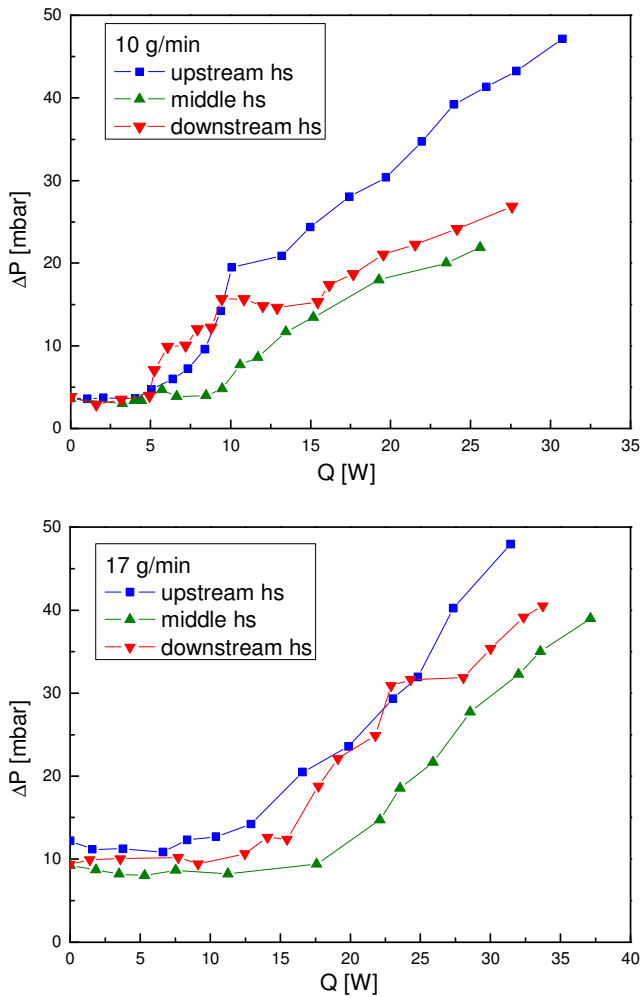 50
40
30
20
10
0
ΔP [mbar]
10 g/min
upstream hs
middle hs
downstream hs
0 5 10 15 20 25 30 35
Q [W]
50
40
30
20
10
0
ΔP [mbar]
17 g/min
upstream hs
middle hs
downstream hs
0 5 10 15 20 25 30 35 40
Q [W]